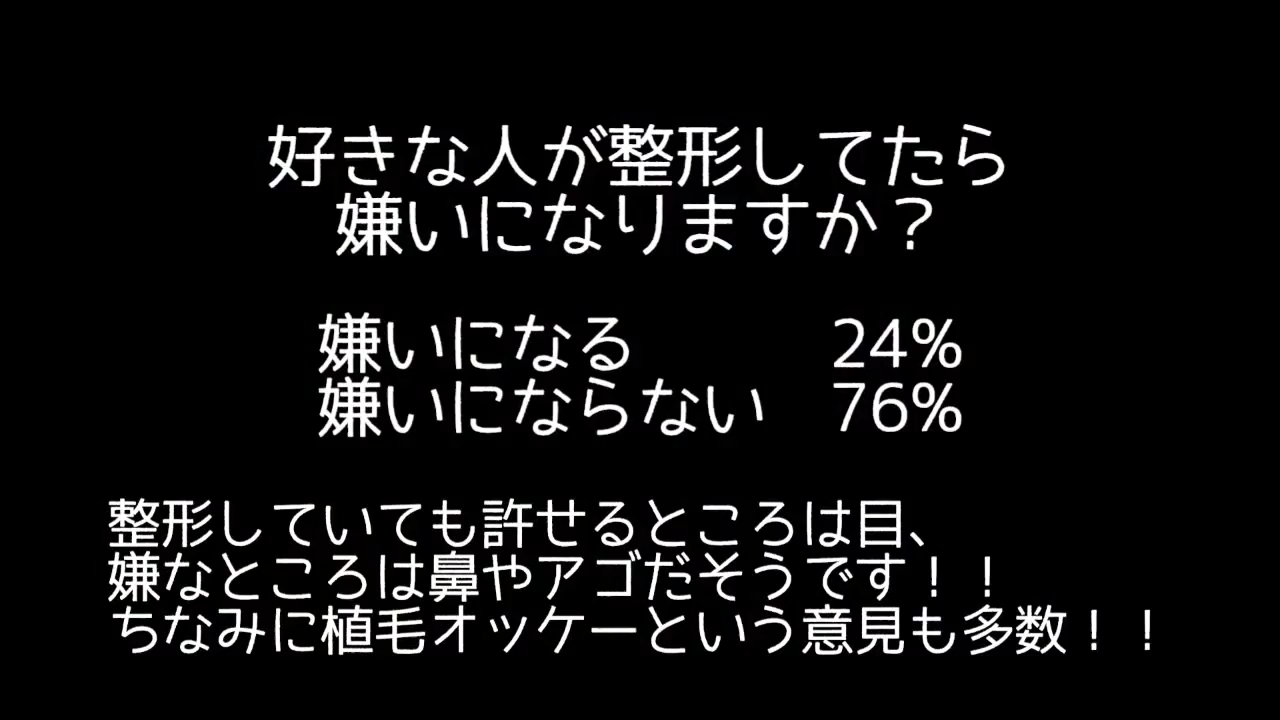 好きな人が整形してたら
嫌いになりますか？
嫌いになる 24%
嫌いにならない 76%
整形していても許せるところは目、
嫌なところは鼻やアゴだそうです！！
ちなみに植毛オッケーという意見も多数！！